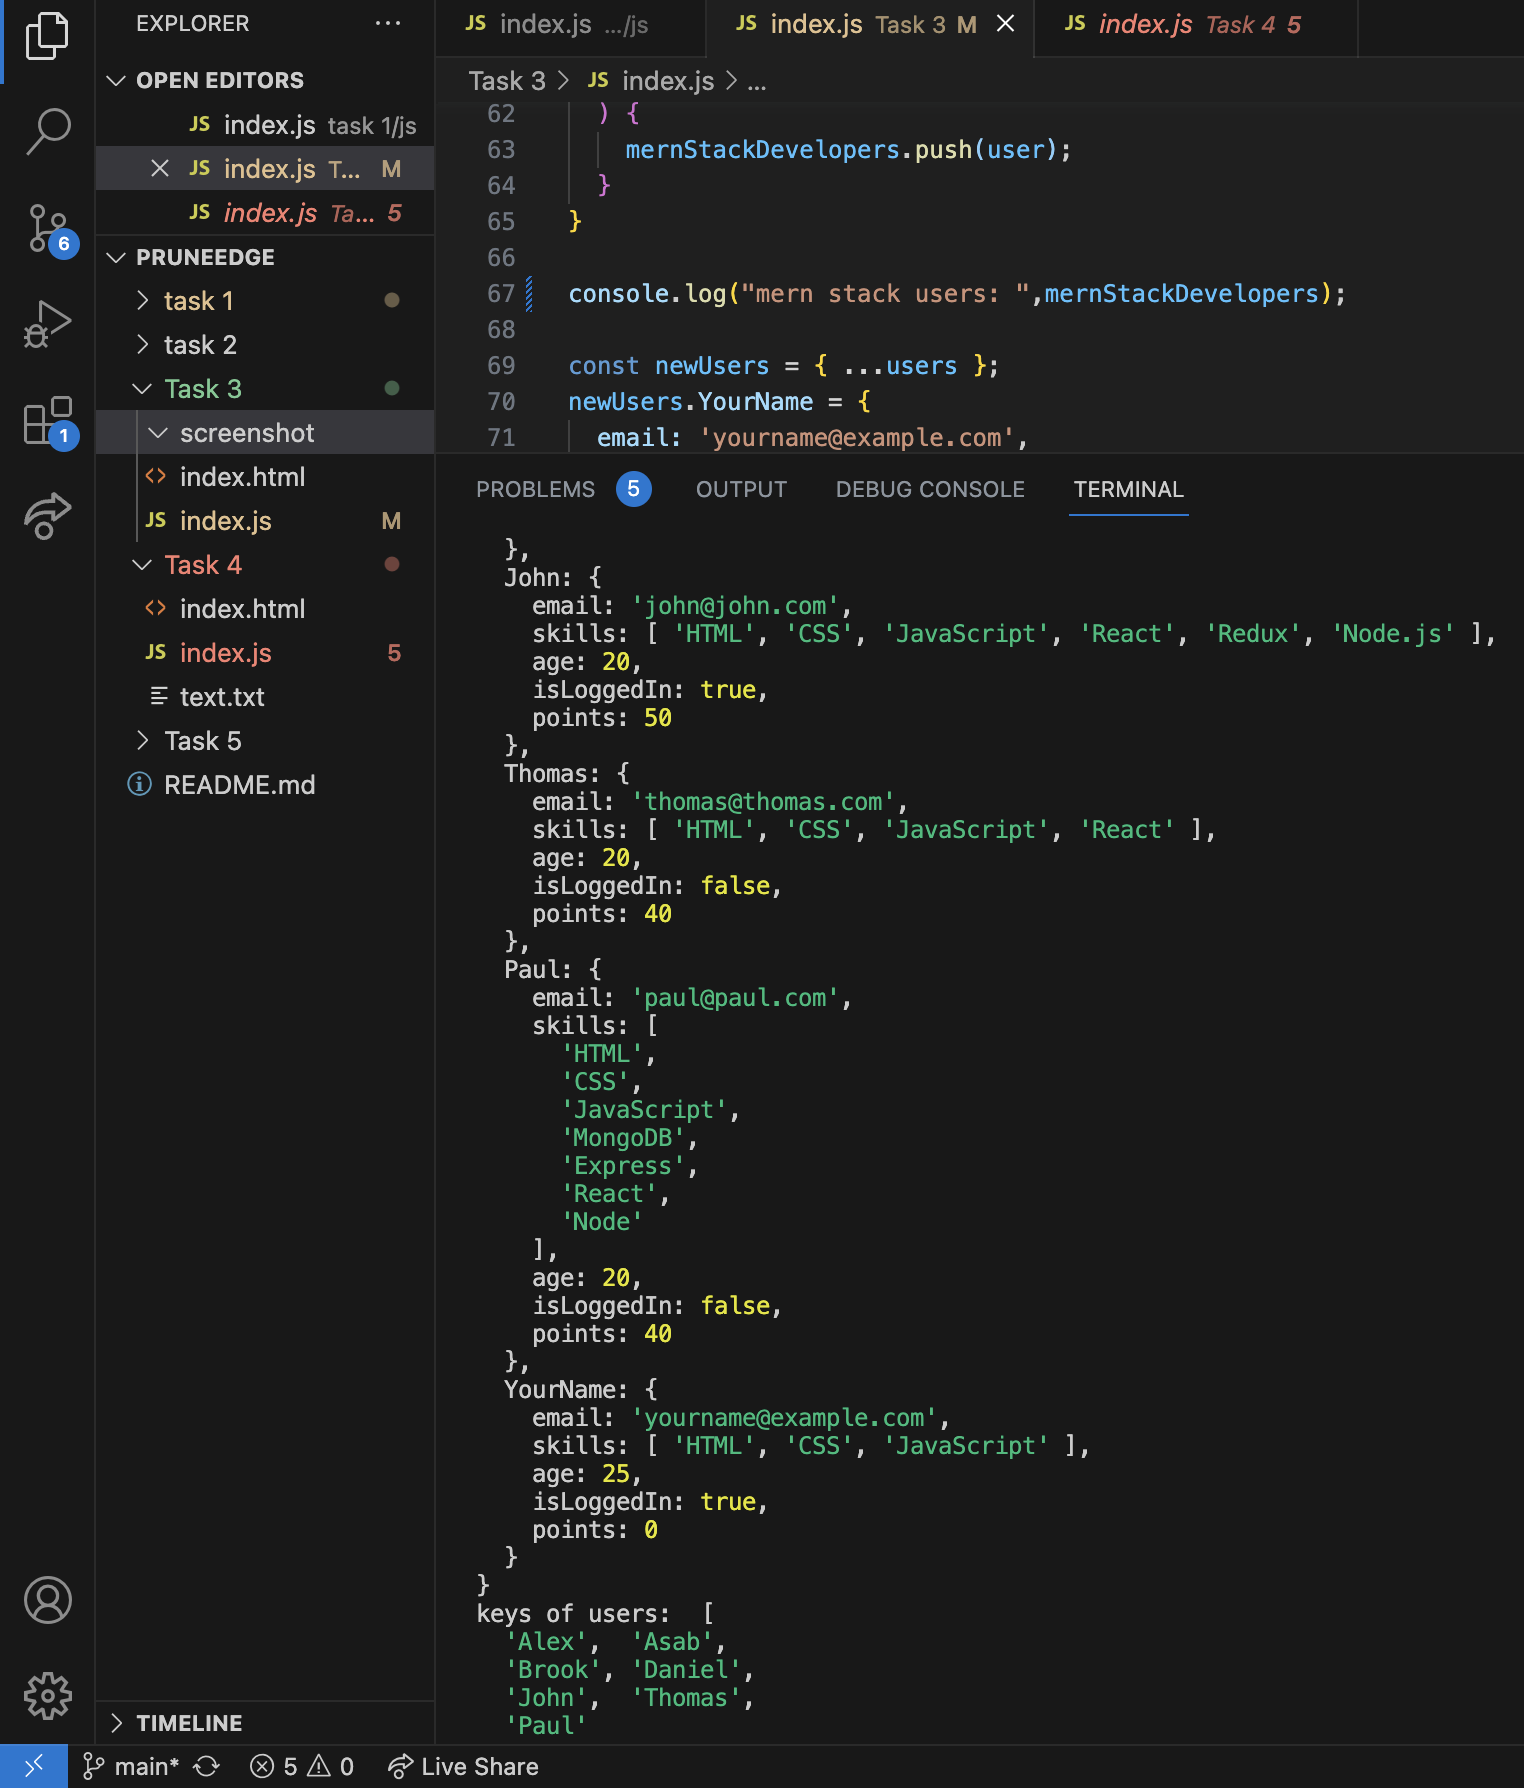 EXPLORER ...
OPEN EDITORS
JS index.js task 1/js
JS index.js T... M
JS index.js Ta... 5
PRUNEEDGE
task 1
task 2
Task 3
screenshot
index.html
JS index.js M
Task 4
index.html
JS index.js 5
text.txt
Task 5
README.md
TIMELINE
6
1
JS index.js .../js
JS index.js Task 3 M
JS index.js Task 4 5
Task 3 > JS index.js > ...
62 ) {
63 mernStackDevelopers.push(user);
64 }
65 }
66
67 console.log("mern stack users: ",mernStackDevelopers);
68
69 const newUsers = { ...users };
70 newUsers.YourName = {
71 email: 'yourname@example.com',
PROBLEMS 5 OUTPUT DEBUG CONSOLE TERMINAL
},
John: {
email: 'john@john.com',
skills: [ 'HTML', 'CSS', 'JavaScript', 'React', 'Redux', 'Node.js' ],
age: 20,
isLoggedIn: true,
points: 50
},
Thomas: {
email: 'thomas@thomas.com',
skills: [ 'HTML', 'CSS', 'JavaScript', 'React' ],
age: 20,
isLoggedIn: false,
points: 40
},
Paul: {
email: 'paul@paul.com',
skills: [
'HTML',
'CSS',
'JavaScript',
'MongoDB',
'Express',
'React',
'Node'
],
age: 20,
isLoggedIn: false,
points: 40
},
YourName: {
email: 'yourname@example.com',
skills: [ 'HTML', 'CSS', 'JavaScript' ],
age: 25,
isLoggedIn: true,
points: 0
}
}
keys of users:  [
'Alex', 'Asab',
'Brook', 'Daniel',
'John', 'Thomas',
'Paul'
main* 5 0 Live Share